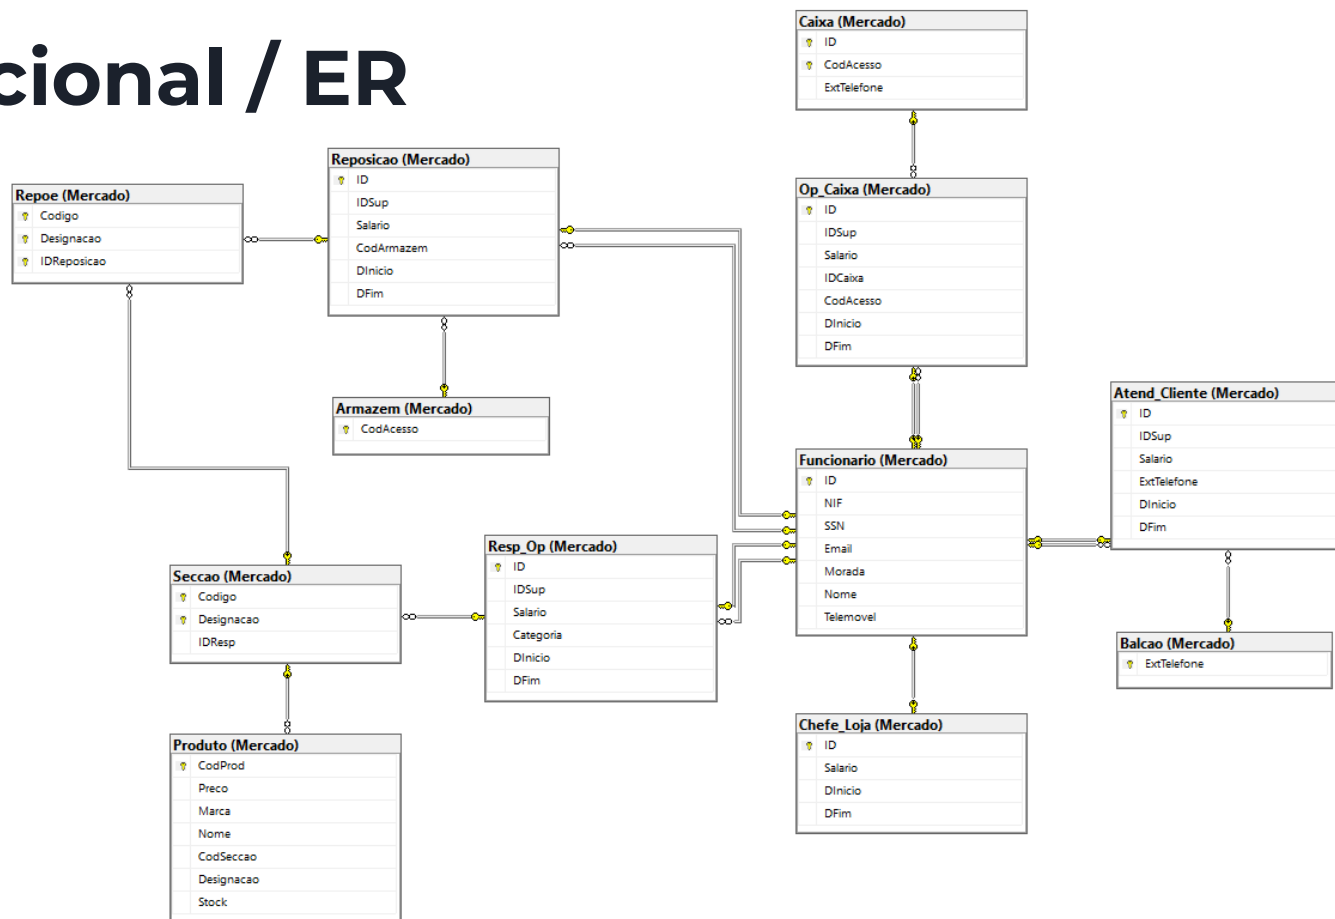 cional / ER
Caixa (Mercado)
ID
CodAcesso
ExtTelefone
Reposicao (Mercado)
ID
IDSup
Salario
CodArmazem
DInicio
DFim
Repoe (Mercado)
Codigo
Designacao
IDReposicao
Op_Caixa (Mercado)
ID
IDSup
Salario
IDCaixa
CodAcesso
DInicio
DFim
Armazem (Mercado)
CodAcesso
Atend_Cliente (Mercado)
ID
IDSup
Salario
ExtTelefone
DInicio
DFim
Funcionario (Mercado)
ID
NIF
SSN
Email
Morada
Nome
Telemovel
Resp_Op (Mercado)
ID
IDSup
Salario
Categoria
DInicio
DFim
Seccao (Mercado)
Codigo
Designacao
IDResp
Balcao (Mercado)
ExtTelefone
Chefe_Loja (Mercado)
ID
Salario
DInicio
DFim
Produto (Mercado)
CodProd
Preco
Marca
Nome
CodSeccao
Designacao
Stock